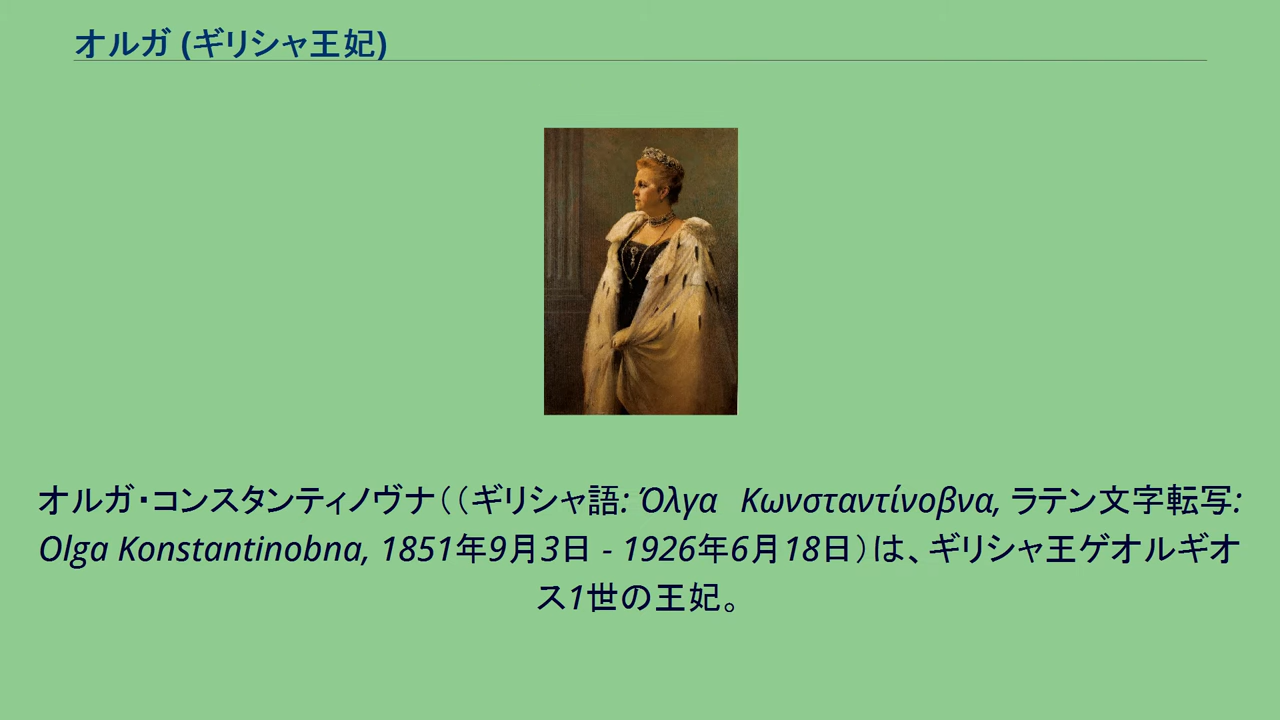 オルガ (ギリシャ王妃)
オルガ・コンスタンティノヴナ（（ギリシャ語: Όλγα Κωνσταντίνοβνα, ラテン文字転写:
Olga Konstantinobna, 1851年9月3日 - 1926年6月18日）は、ギリシャ王ゲオルギオ
ス1世の王妃。